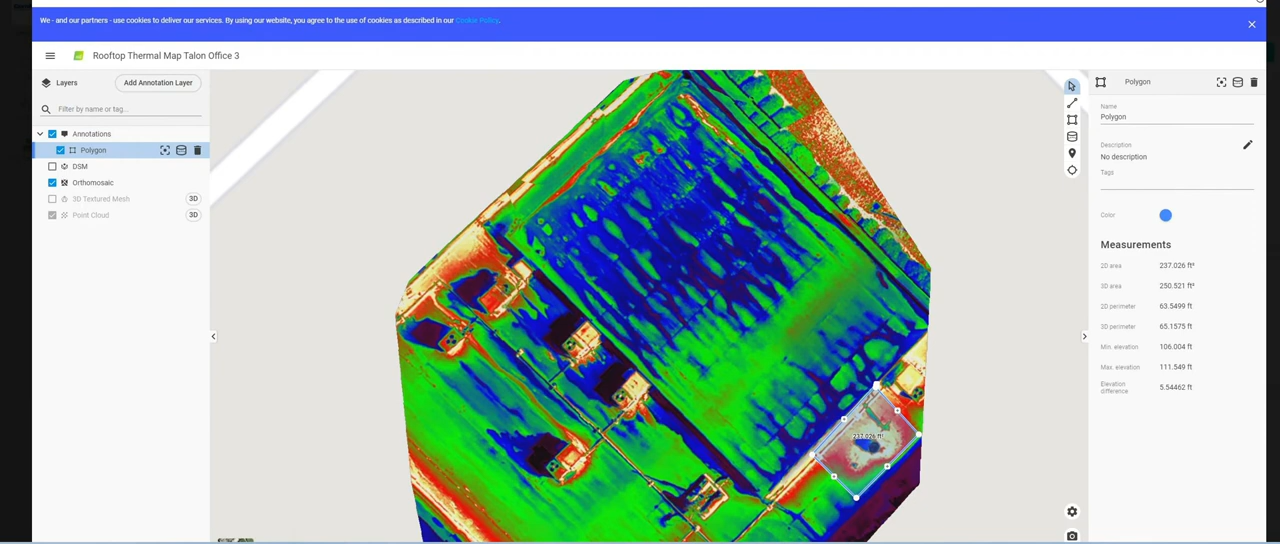 We - and our partners - use cookies to deliver our services. By using our website, you agree to the use of cookies as described in our Cookie Policy.
Rooftop Thermal Map Talon Office 3
Layers
Add Annotation Layer
Filter by name or tag...
Annotations
Polygon
DSM
Orthomosaic
3D Textured Mesh
3D
Point Cloud
3D
237.026 ft²
Polygon
Name
Polygon
Description
No description
Tags
Color
Measurements
2D area 237.026 ft²
3D area 250.521 ft²
2D perimeter 63.5499 ft
3D perimeter 65.1575 ft
Min. elevation 106.004 ft
Max. elevation 111.549 ft
Elevation difference 5.54462 ft